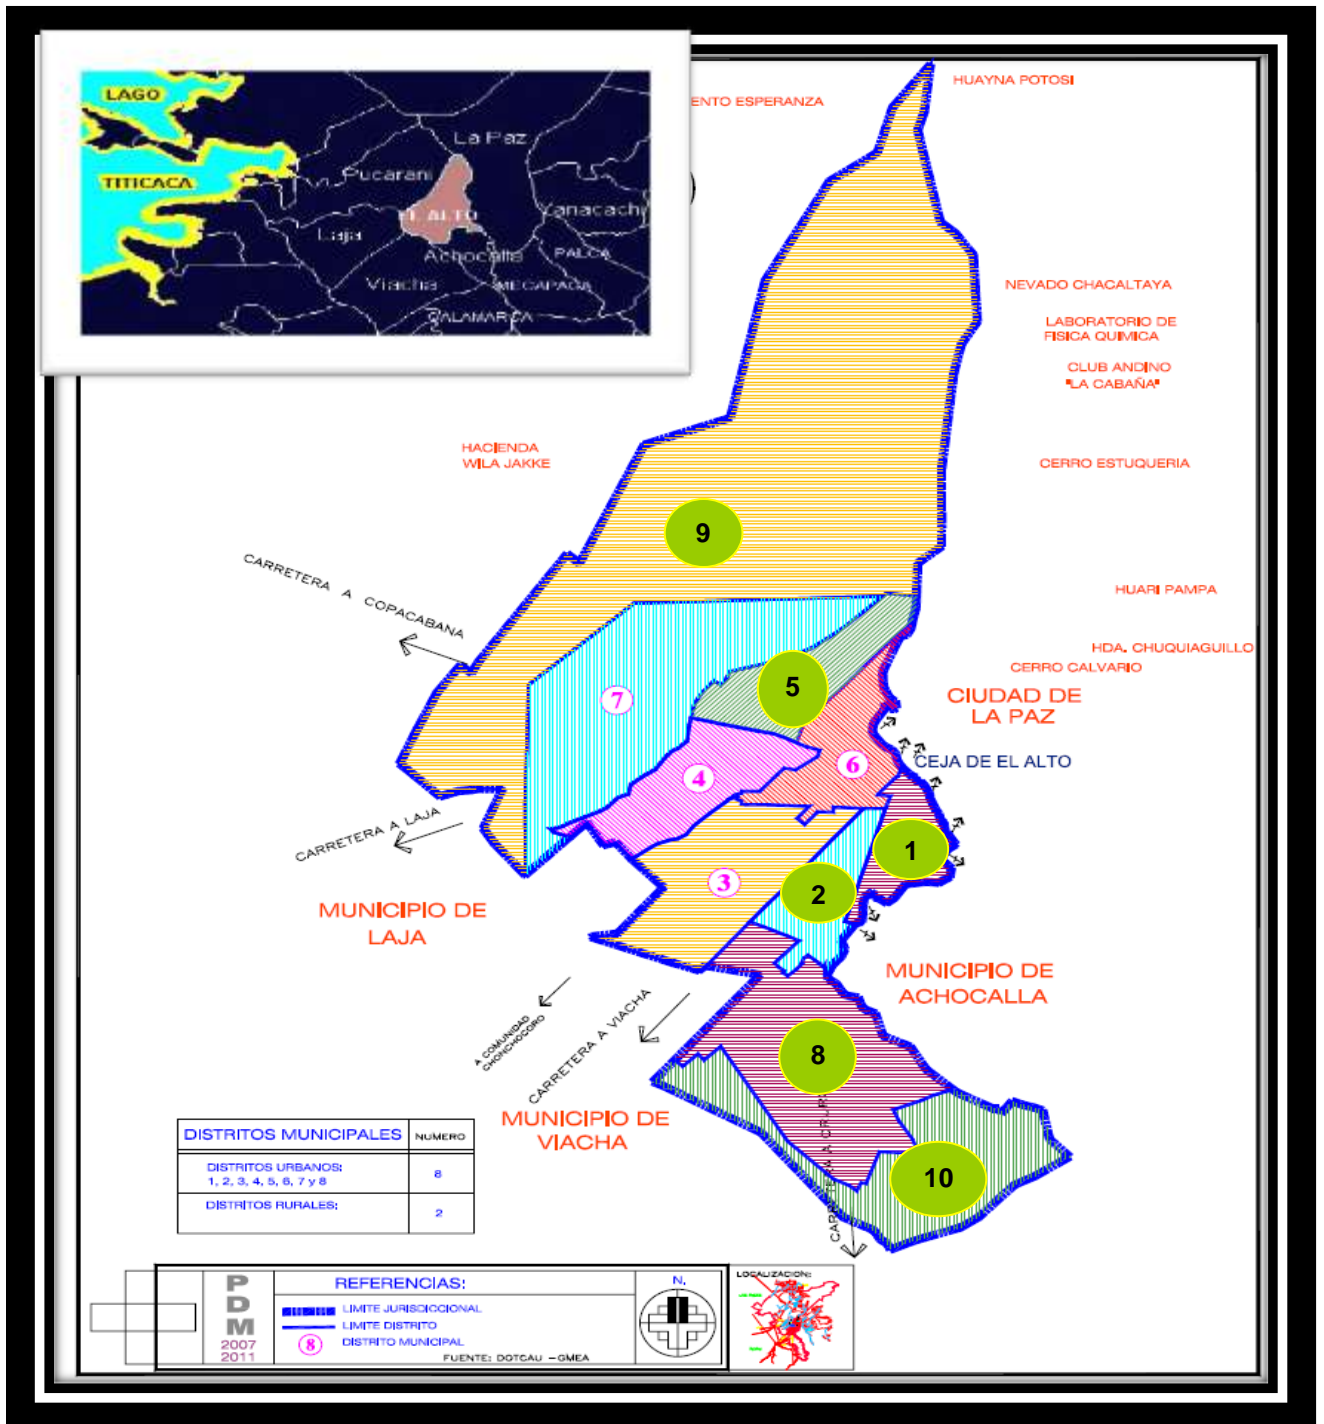 LAGO
TITICACA
La Paz
Pucarani
EL ALTO
Yanacachi
Laja
Achocalla
PALCA
Viacha
MECAPACA
CALAMARCA
ENTO ESPERANZA
HUAYNA POTOSI
NEVADO CHACALTAYA
LABORATORIO DE
FISICA QUIMICA
CLUB ANDINO
"LA CABAÑA"
HACIENDA
WILA JAKKE
CERRO ESTUQUERIA
9
CARRETERA A COPACABANA
HUARI PAMPA
HDA. CHUQUIAGUILLO
CERRO CALVARIO
5
7
CIUDAD DE
LA PAZ
CEJA DE EL ALTO
4
6
CARRETERA A LAJA
1
3
2
MUNICIPIO DE
LAJA
MUNICIPIO DE
ACHOCALLA
A COMUNIDAD
CHONCHOCORO
CARRETERA A VIACHA
8
MUNICIPIO DE
VIACHA
CARRETERA A
10
DISTRITOS MUNICIPALES NUMERO
DISTRITOS URBANOS:
1, 2, 3, 4, 5, 6, 7 y 8 8
DISTRITOS RURALES: 2
PDM
2007
2011
REFERENCIAS:
LIMITE JURISDICCIONAL
LIMITE DISTRITO
8 DISTRITO MUNICIPAL
FUENTE: DOTCAU - GMEA
N.
LOCALIZACION: